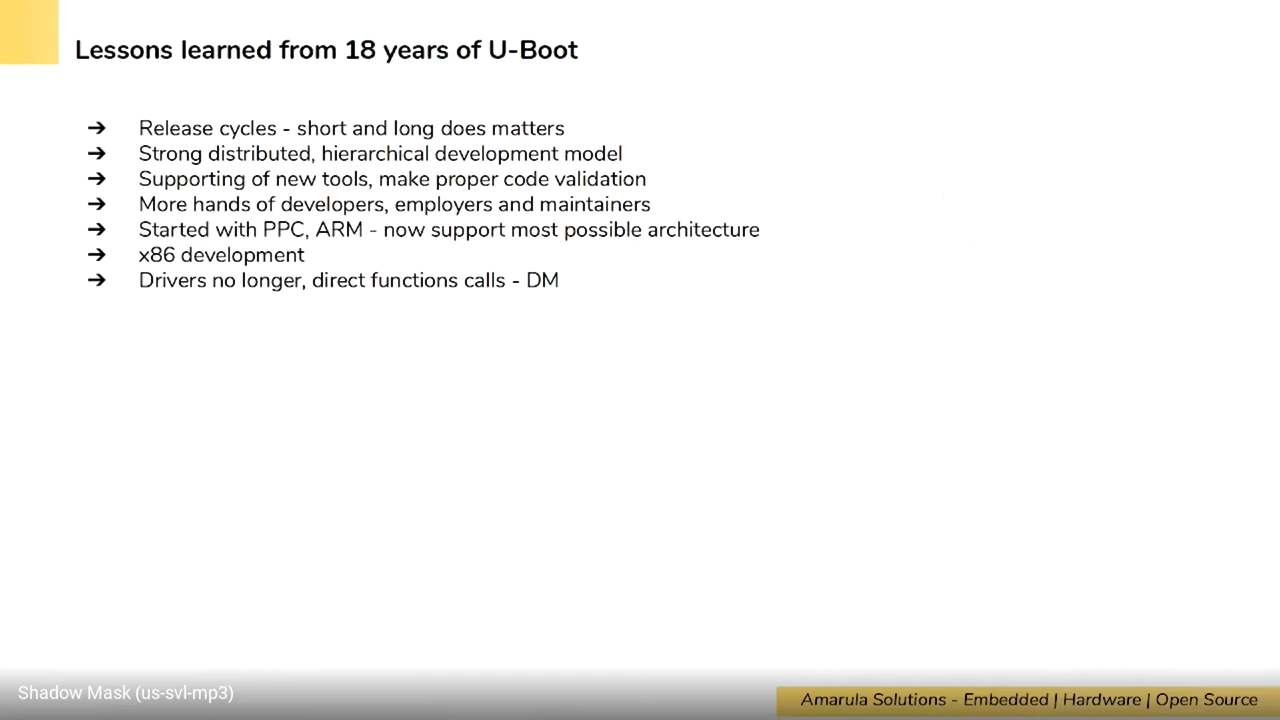 Lessons learned from 18 years of U-Boot
➔ Release cycles - short and long does matters
➔ Strong distributed, hierarchical development model
➔ Supporting of new tools, make proper code validation
➔ More hands of developers, employers and maintainers
➔ Started with PPC, ARM - now support most possible architecture
➔ x86 development
➔ Drivers no longer, direct functions calls - DM
Shadow Mask (us-svl-mp3)
Amarula Solutions - Embedded | Hardware | Open Source